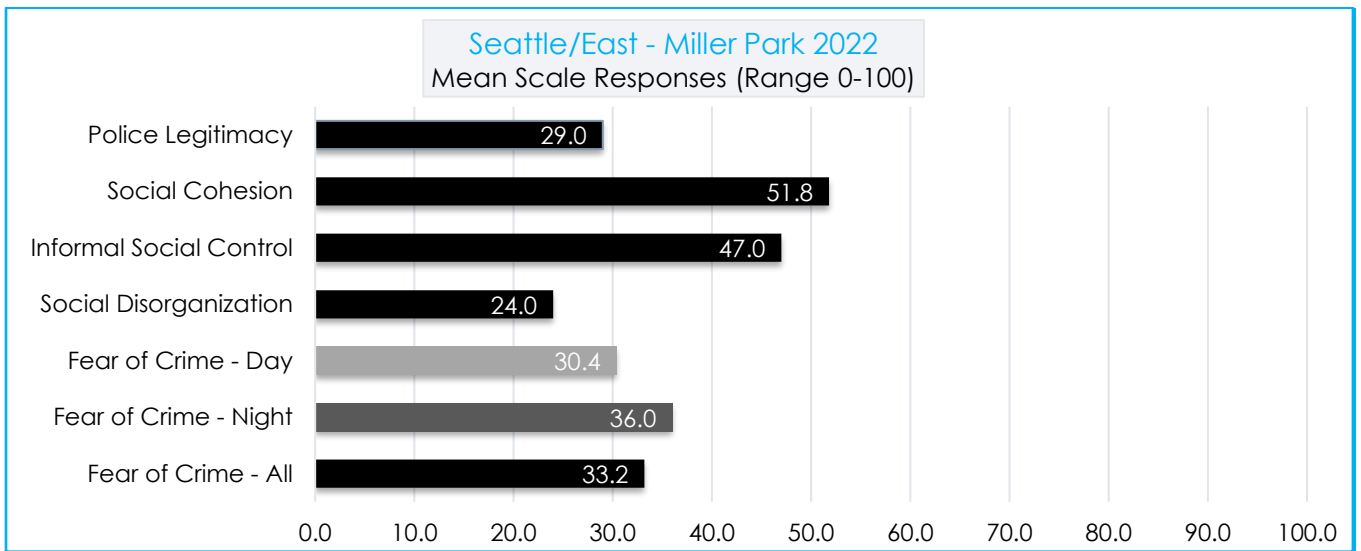 Seattle/East - Miller Park 2022
Mean Scale Responses (Range 0-100)
Police Legitimacy 29.0
Social Cohesion 51.8
Informal Social Control 47.0
Social Disorganization 24.0
Fear of Crime - Day 30.4
Fear of Crime - Night 36.0
Fear of Crime - All 33.2
0.0 10.0 20.0 30.0 40.0 50.0 60.0 70.0 80.0 90.0 100.0